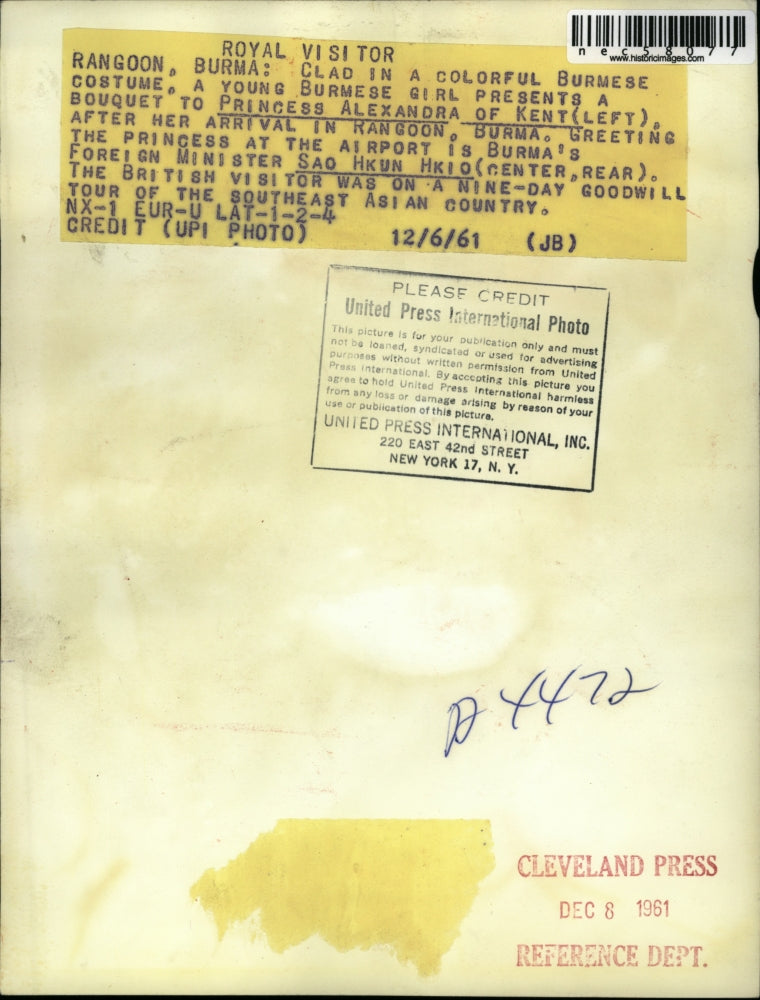 nec58077
www.historicimages.com
ROYAL VISITOR
RANGOON, BURMA: CLAD IN A COLORFUL BURMESE
COSTUME, A YOUNG BURMESE GIRL PRESENTS A
BOUQUET TO PRINCESS ALEXANDRA OF KENT(LEFT),
AFTER HER ARRIVAL IN RANGOON, BURMA. GREETING
THE PRINCESS AT THE AIRPORT IS BURMA'S
FOREIGN MINISTER SAO HKUN HKIO(CENTER,REAR).
THE BRITISH VISITOR WAS ON A NINE-DAY GOODWILL
TOUR OF THE SOUTHEAST ASIAN COUNTRY.
NX-1 EUR-U LAT-1-2-4
CREDIT (UPI PHOTO) 12/6/61 (JB)
PLEASE CREDIT
United Press International Photo
This picture is for your publication only and must
not be loaned, syndicated or used for advertising
purposes without written permission from United
Press International. By accepting this picture you
agree to hold United Press International harmless
from any loss or damage arising by reason of your
use or publication of this picture.
UNITED PRESS INTERNATIONAL, INC.
220 EAST 42nd STREET
NEW YORK 17, N. Y.
4472
CLEVELAND PRESS
DEC 8 1961
REFERENCE DEPT.